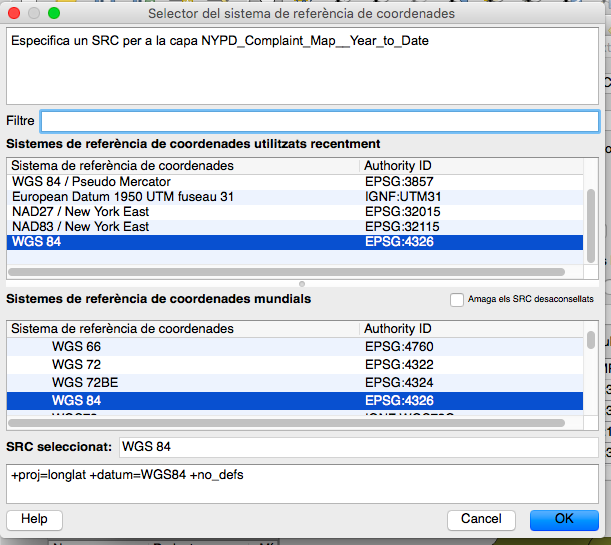 Selector del sistema de referència de coordenades
Especifica un SRC per a la capa NYPD_Complaint_Map__Year_to_Date
Filtre
Sistemes de referència de coordenades utilitzats recentment
Sistema de referència de coordenades Authority ID
WGS 84 / Pseudo Mercator EPSG:3857
European Datum 1950 UTM fuseau 31 IGNF:UTM31
NAD27 / New York East EPSG:32015
NAD83 / New York East EPSG:32115
WGS 84 EPSG:4326
Sistemes de referència de coordenades mundials
Amaga els SRC desaconsellats
Sistema de referència de coordenades Authority ID
WGS 66 EPSG:4760
WGS 72 EPSG:4322
WGS 72BE EPSG:4324
WGS 84 EPSG:4326
SRC seleccionat: WGS 84
+proj=longlat +datum=WGS84 +no_defs
Help Cancel OK